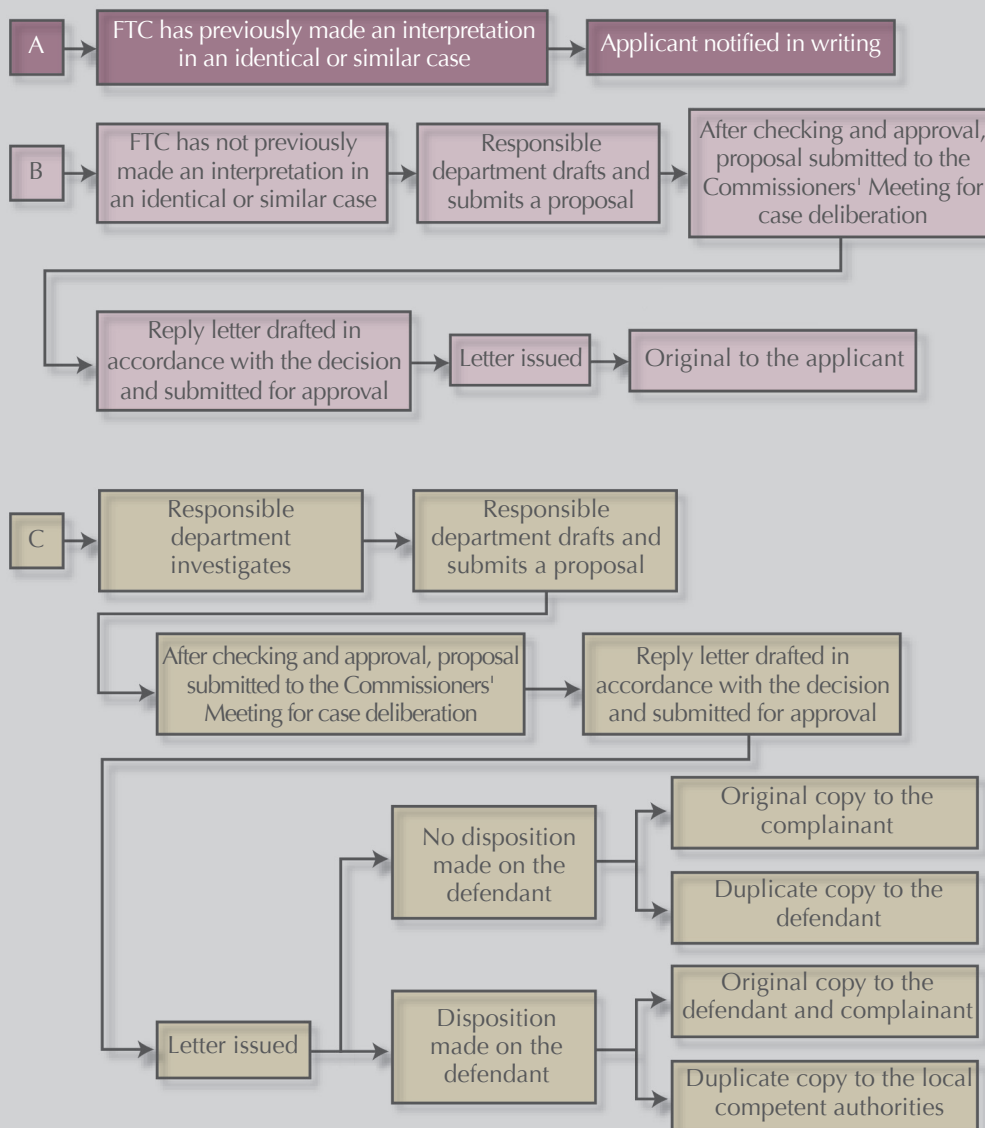 A
FTC has previously made an interpretation
in an identical or similar case
Applicant notified in writing
B
FTC has not previously
made an interpretation in
an identical or similar case
Responsible
department drafts and
submits a proposal
After checking and approval,
proposal submitted to the
Commissioners' Meeting for
case deliberation
Reply letter drafted in
accordance with the decision
and submitted for approval
Letter issued
Original to the applicant
C
Responsible
department
investigates
Responsible
department drafts and
submits a proposal
After checking and approval, proposal
submitted to the Commissioners'
Meeting for case deliberation
Reply letter drafted in
accordance with the decision
and submitted for approval
Letter issued
No disposition
made on the
defendant
Original copy to the
complainant
Duplicate copy to the
defendant
Disposition
made on the
defendant
Original copy to the
defendant and complainant
Duplicate copy to the local
competent authorities